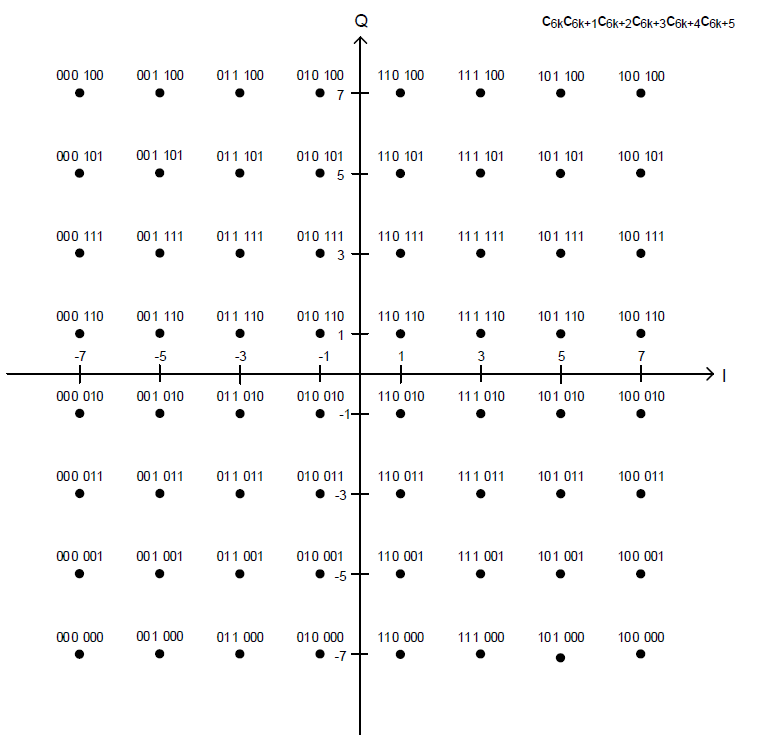 Q
C6kC6k+1C6k+2C6k+3C6k+4C6k+5
000 100 001 100 011 100 010 100 110 100 111 100 101 100 100 100
7
000 101 001 101 011 101 010 101 110 101 111 101 101 101 100 101
5
000 111 001 111 011 111 010 111 110 111 111 111 101 111 100 111
3
000 110 001 110 011 110 010 110 110 110 111 110 101 110 100 110
1
-7 -5 -3 -1 1 3 5 7
I
000 010 001 010 011 010 010 010 110 010 111 010 101 010 100 010
-1
000 011 001 011 011 011 010 011 110 011 111 011 101 011 100 011
-3
000 001 001 001 011 001 010 001 110 001 111 001 101 001 100 001
-5
000 000 001 000 011 000 010 000 110 000 111 000 101 000 100 000
-7